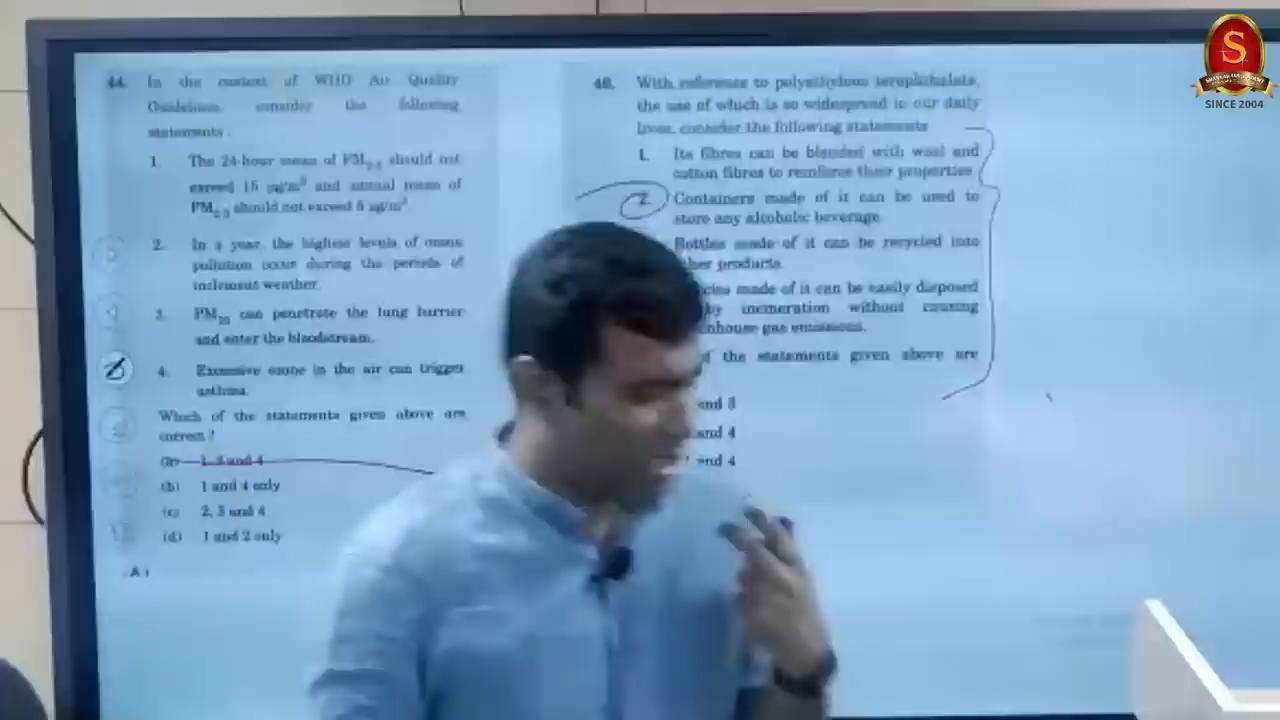 44. In the context of WHO Air Quality
Guidelines, consider the following
statements :
1. The 24-hour mean of PM2.5 should not
exceed 15 µg/m³ and annual mean of
PM2.5 should not exceed 5 µg/m³.
2. In a year, the highest levels of ozone
pollution occur during the periods of
inclement weather.
3. PM10 can penetrate the lung barrier
and enter the bloodstream.
4. Excessive ozone in the air can trigger
asthma.
Which of the statements given above are
correct ?
(a) 1, 3 and 4
(b) 1 and 4 only
(c) 2, 3 and 4
(d) 1 and 2 only
With reference to polyethylene terephthalate,
the use of which is so widespread in our daily
lives, consider the following statements
1. Its fibres can be blended with wool and
cotton fibres to reinforce their properties.
2. Containers made of it can be used to
store any alcoholic beverage.
Bottles made of it can be recycled into
products.
made of it can be easily disposed
by incineration without causing
gas emissions.
of the statements given above are
and 3
and 4
and 4
S
SINCE 2004